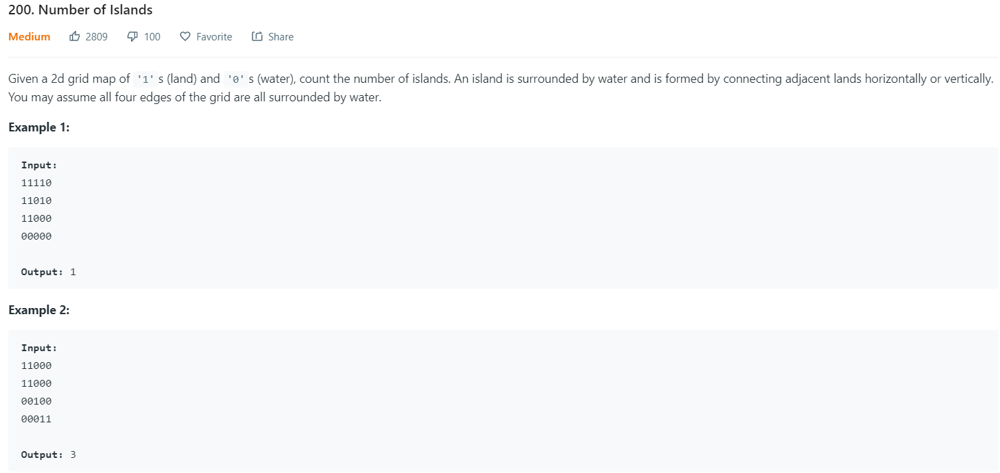 200. Number of Islands
Medium 2809 100 Favorite Share
Given a 2d grid map of '1' s (land) and '0' s (water), count the number of islands. An island is surrounded by water and is formed by connecting adjacent lands horizontally or vertically.
You may assume all four edges of the grid are all surrounded by water.
Example 1:
Input:
11110
11010
11000
00000
Output: 1
Example 2:
Input:
11000
11000
00100
00011
Output: 3